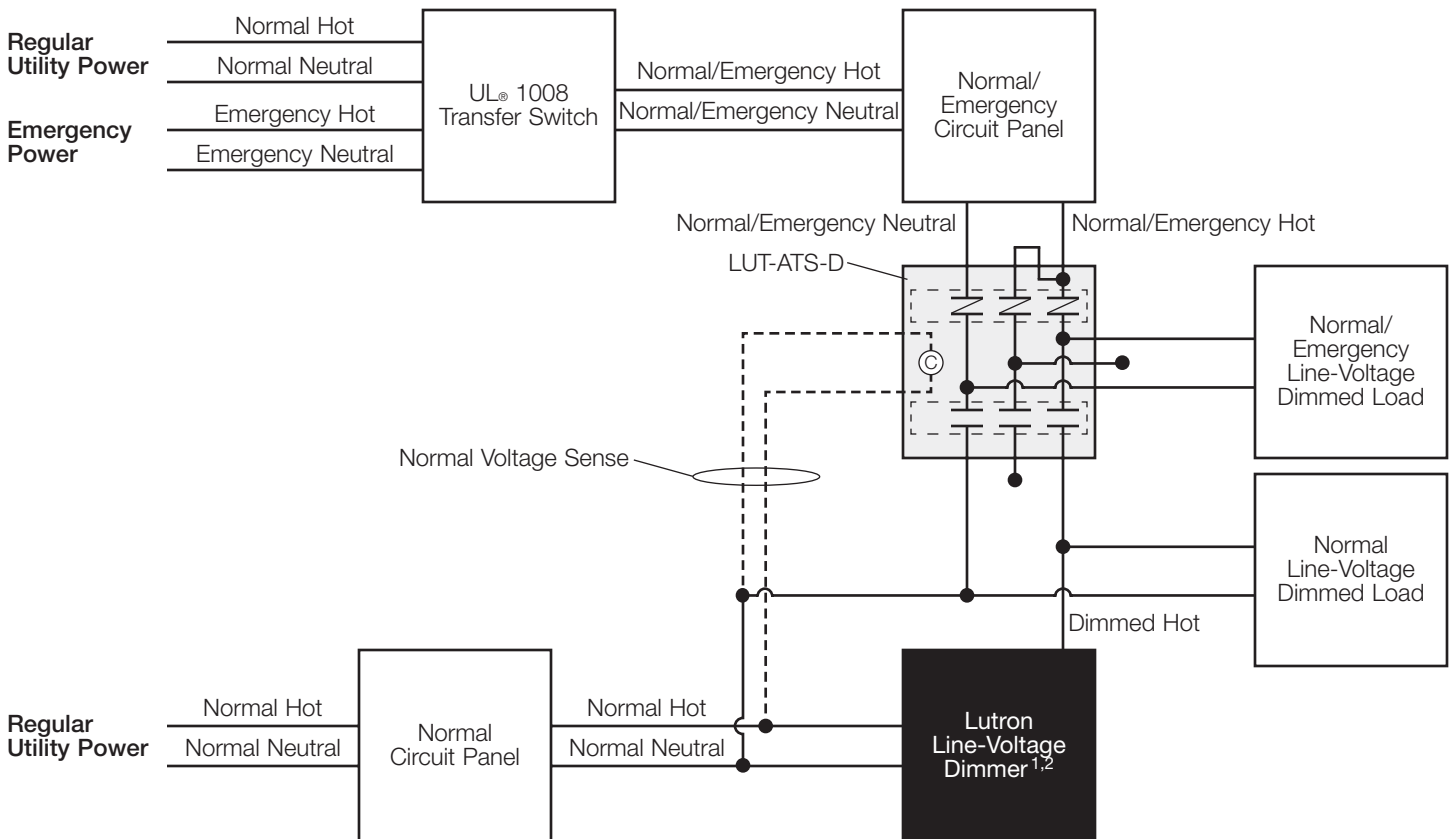 Regular
Utility Power
Normal Hot
Normal Neutral
Emergency
Power
Emergency Hot
Emergency Neutral
UL® 1008
Transfer Switch
Normal/Emergency Hot
Normal/Emergency Neutral
Normal/
Emergency
Circuit Panel
Normal/Emergency Neutral
Normal/Emergency Hot
LUT-ATS-D
C
Normal/
Emergency
Line-Voltage
Dimmed Load
Normal Voltage Sense
Normal
Line-Voltage
Dimmed Load
Dimmed Hot
Regular
Utility Power
Normal Hot
Normal Neutral
Normal
Circuit Panel
Normal Hot
Normal Neutral
Lutron
Line-Voltage
Dimmer 1,2